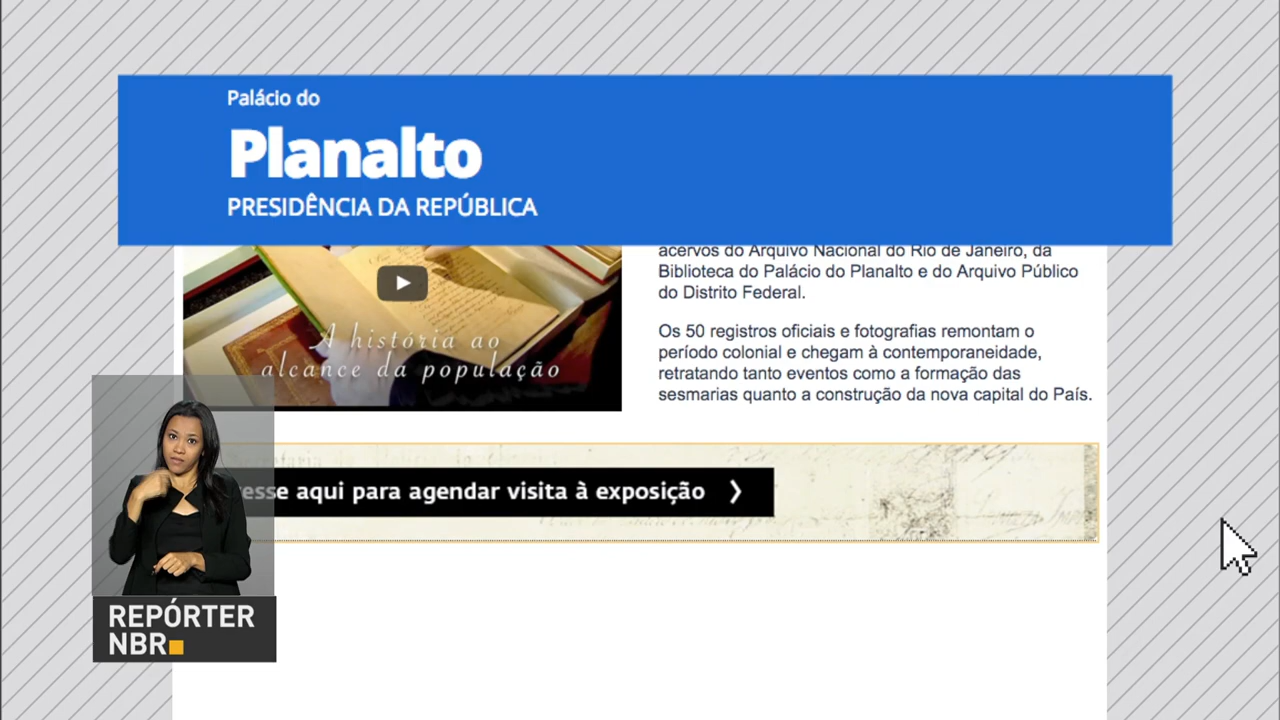 Palácio do
Planalto
PRESIDÊNCIA DA REPÚBLICA
acervos do Arquivo Nacional do Rio de Janeiro, da
Biblioteca do Palácio do Planalto e do Arquivo Público
do Distrito Federal.
Os 50 registros oficiais e fotografias remontam o
período colonial e chegam à contemporaneidade,
retratando tanto eventos como a formação das
sesmarias quanto a construção da nova capital do País.
A história ao
alcance da população
esse aqui para agendar visita à exposição
REPÓRTER
NBR